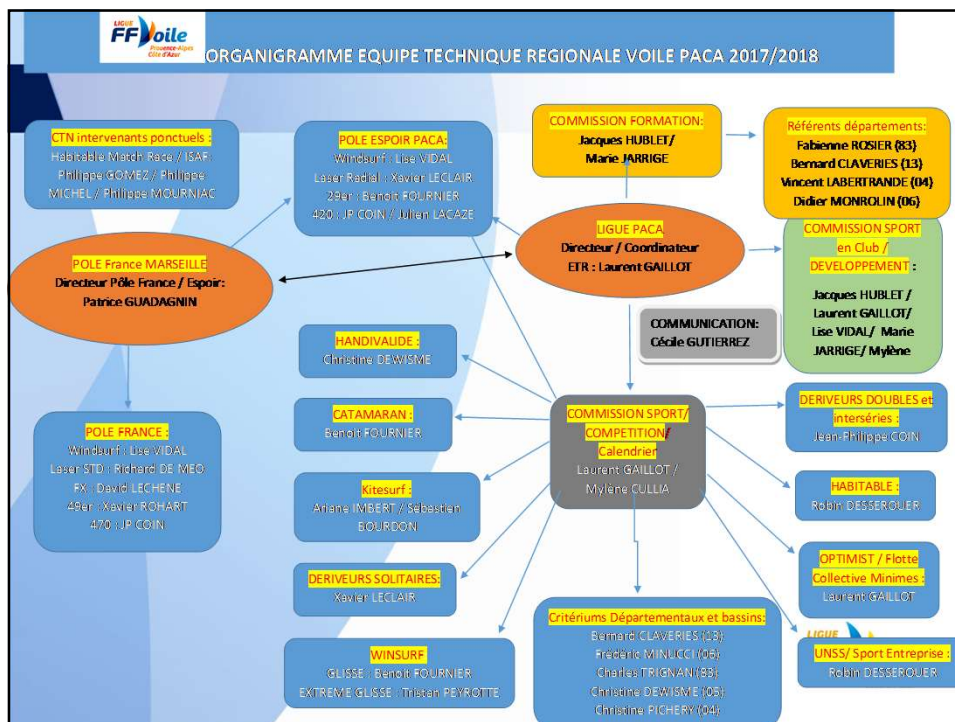 LIGUE
FFVoile
Provence-Alpes
Côte d'Azur
ORGANIGRAMME EQUIPE TECHNIQUE REGIONALE VOILE PACA 2017/2018
CTN intervenants ponctuels :
Habitable Match Race / ISAF:
Philippe GOMEZ / Philippe
MICHEL / Philippe MOURNIAC
POLE ESPOIR PACA:
Windsurf : Lise VIDAL
Laser Radial : Xavier LECLAIR
29er : Benoit FOURNIER
420 : JP COIN / Julien LACAZE
COMMISSION FORMATION:
Jacques HUBLET/
Marie JARRIGE
Référents départements:
Fabienne ROSIER (83)
Bernard CLAVERIES (13)
Vincent LABERTRANDE (04)
Didier MONROLIN (06)
POLE France MARSEILLE
Directeur Pôle France / Espoir:
Patrice GUADAGNIN
LIGUE PACA
Directeur / Coordinateur
ETR : Laurent GAILLOT
COMMISSION SPORT
en Club /
DEVELOPPEMENT :
Jacques HUBLET /
Laurent GAILLOT/
Lise VIDAL/ Marie
JARRIGE/ Mylène
COMMUNICATION:
Cécile GUTIERREZ
HANDIVALIDE :
Christine DEWISME
CATAMARAN :
Benoit FOURNIER
Kitesurf :
Ariane IMBERT / Sebastien
BOURDON
DERIVEURS SOLITAIRES:
Xavier LECLAIR
WINSURF
GLISSE : Benoit FOURNIER
EXTREME GLISSE : Tristan PEYROTTE
POLE FRANCE :
Windsurf : Lise VIDAL
Laser STD : Richard DE MEO
FX : David LECHENE
49er : Xavier ROHART
470 : JP COIN
COMMISSION SPORT/
COMPETITION/
Calendrier
Laurent GAILLOT /
Mylène CULLIA
Critériums Départementaux et bassins:
Bernard CLAVERIES (13)
Frédéric MINUCCI (06)
Charles TRIGNAN (83)
Christine DEWISME (05)
Christine PICHERY (04)
DERIVEURS DOUBLES et
interséries :
Jean-Philippe COIN
HABITABLE :
Robin DESSEROUER
OPTIMIST / Flotte
Collective Minimes :
Laurent GAILLOT
LIGUE
UNSS/ Sport Entreprise :
Robin DESSEROUER